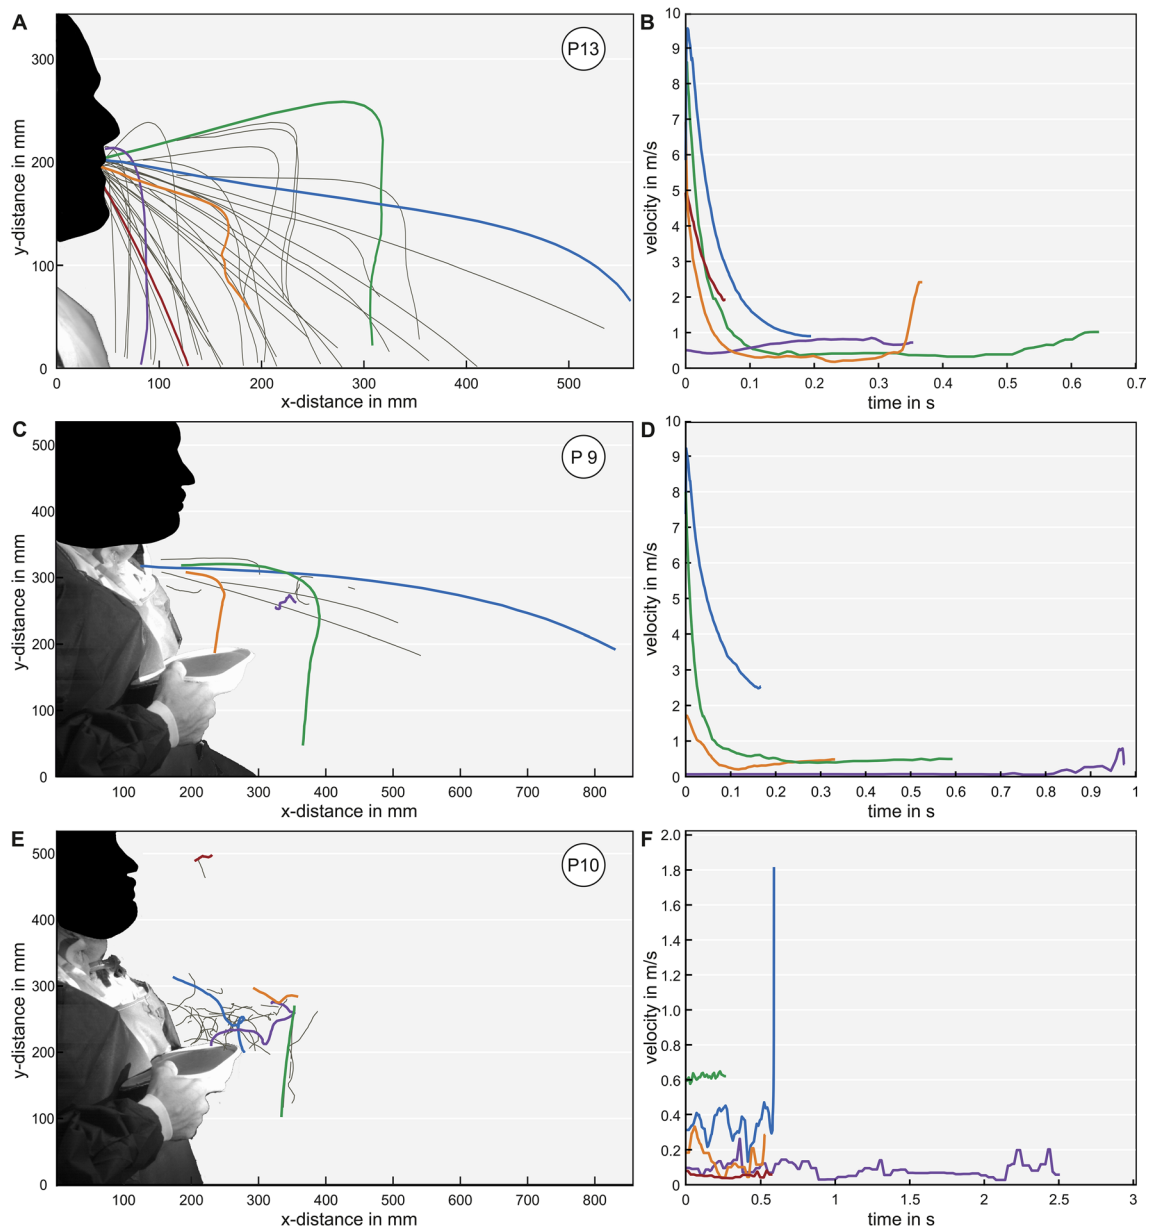 A
P13
y-distance in mm
300
200
100
0
0 100 200 300 400 500
x-distance in mm
B
velocity in m/s
10
9
8
7
6
5
4
3
2
1
0
0 0.1 0.2 0.3 0.4 0.5 0.6 0.7
time in s
C
P 9
y-distance in mm
500
400
300
200
100
0
100 200 300 400 500 600 700 800
x-distance in mm
D
velocity in m/s
10
9
8
7
6
5
4
3
2
1
0
0 0.1 0.2 0.3 0.4 0.5 0.6 0.7 0.8 0.9 1
time in s
E
P10
y-distance in mm
500
400
300
200
100
0
100 200 300 400 500 600 700 800
x-distance in mm
F
velocity in m/s
2.0
1.8
1.6
1.4
1.2
1.0
0.8
0.6
0.4
0.2
0
0 0.5 1 1.5 2 2.5 3
time in s